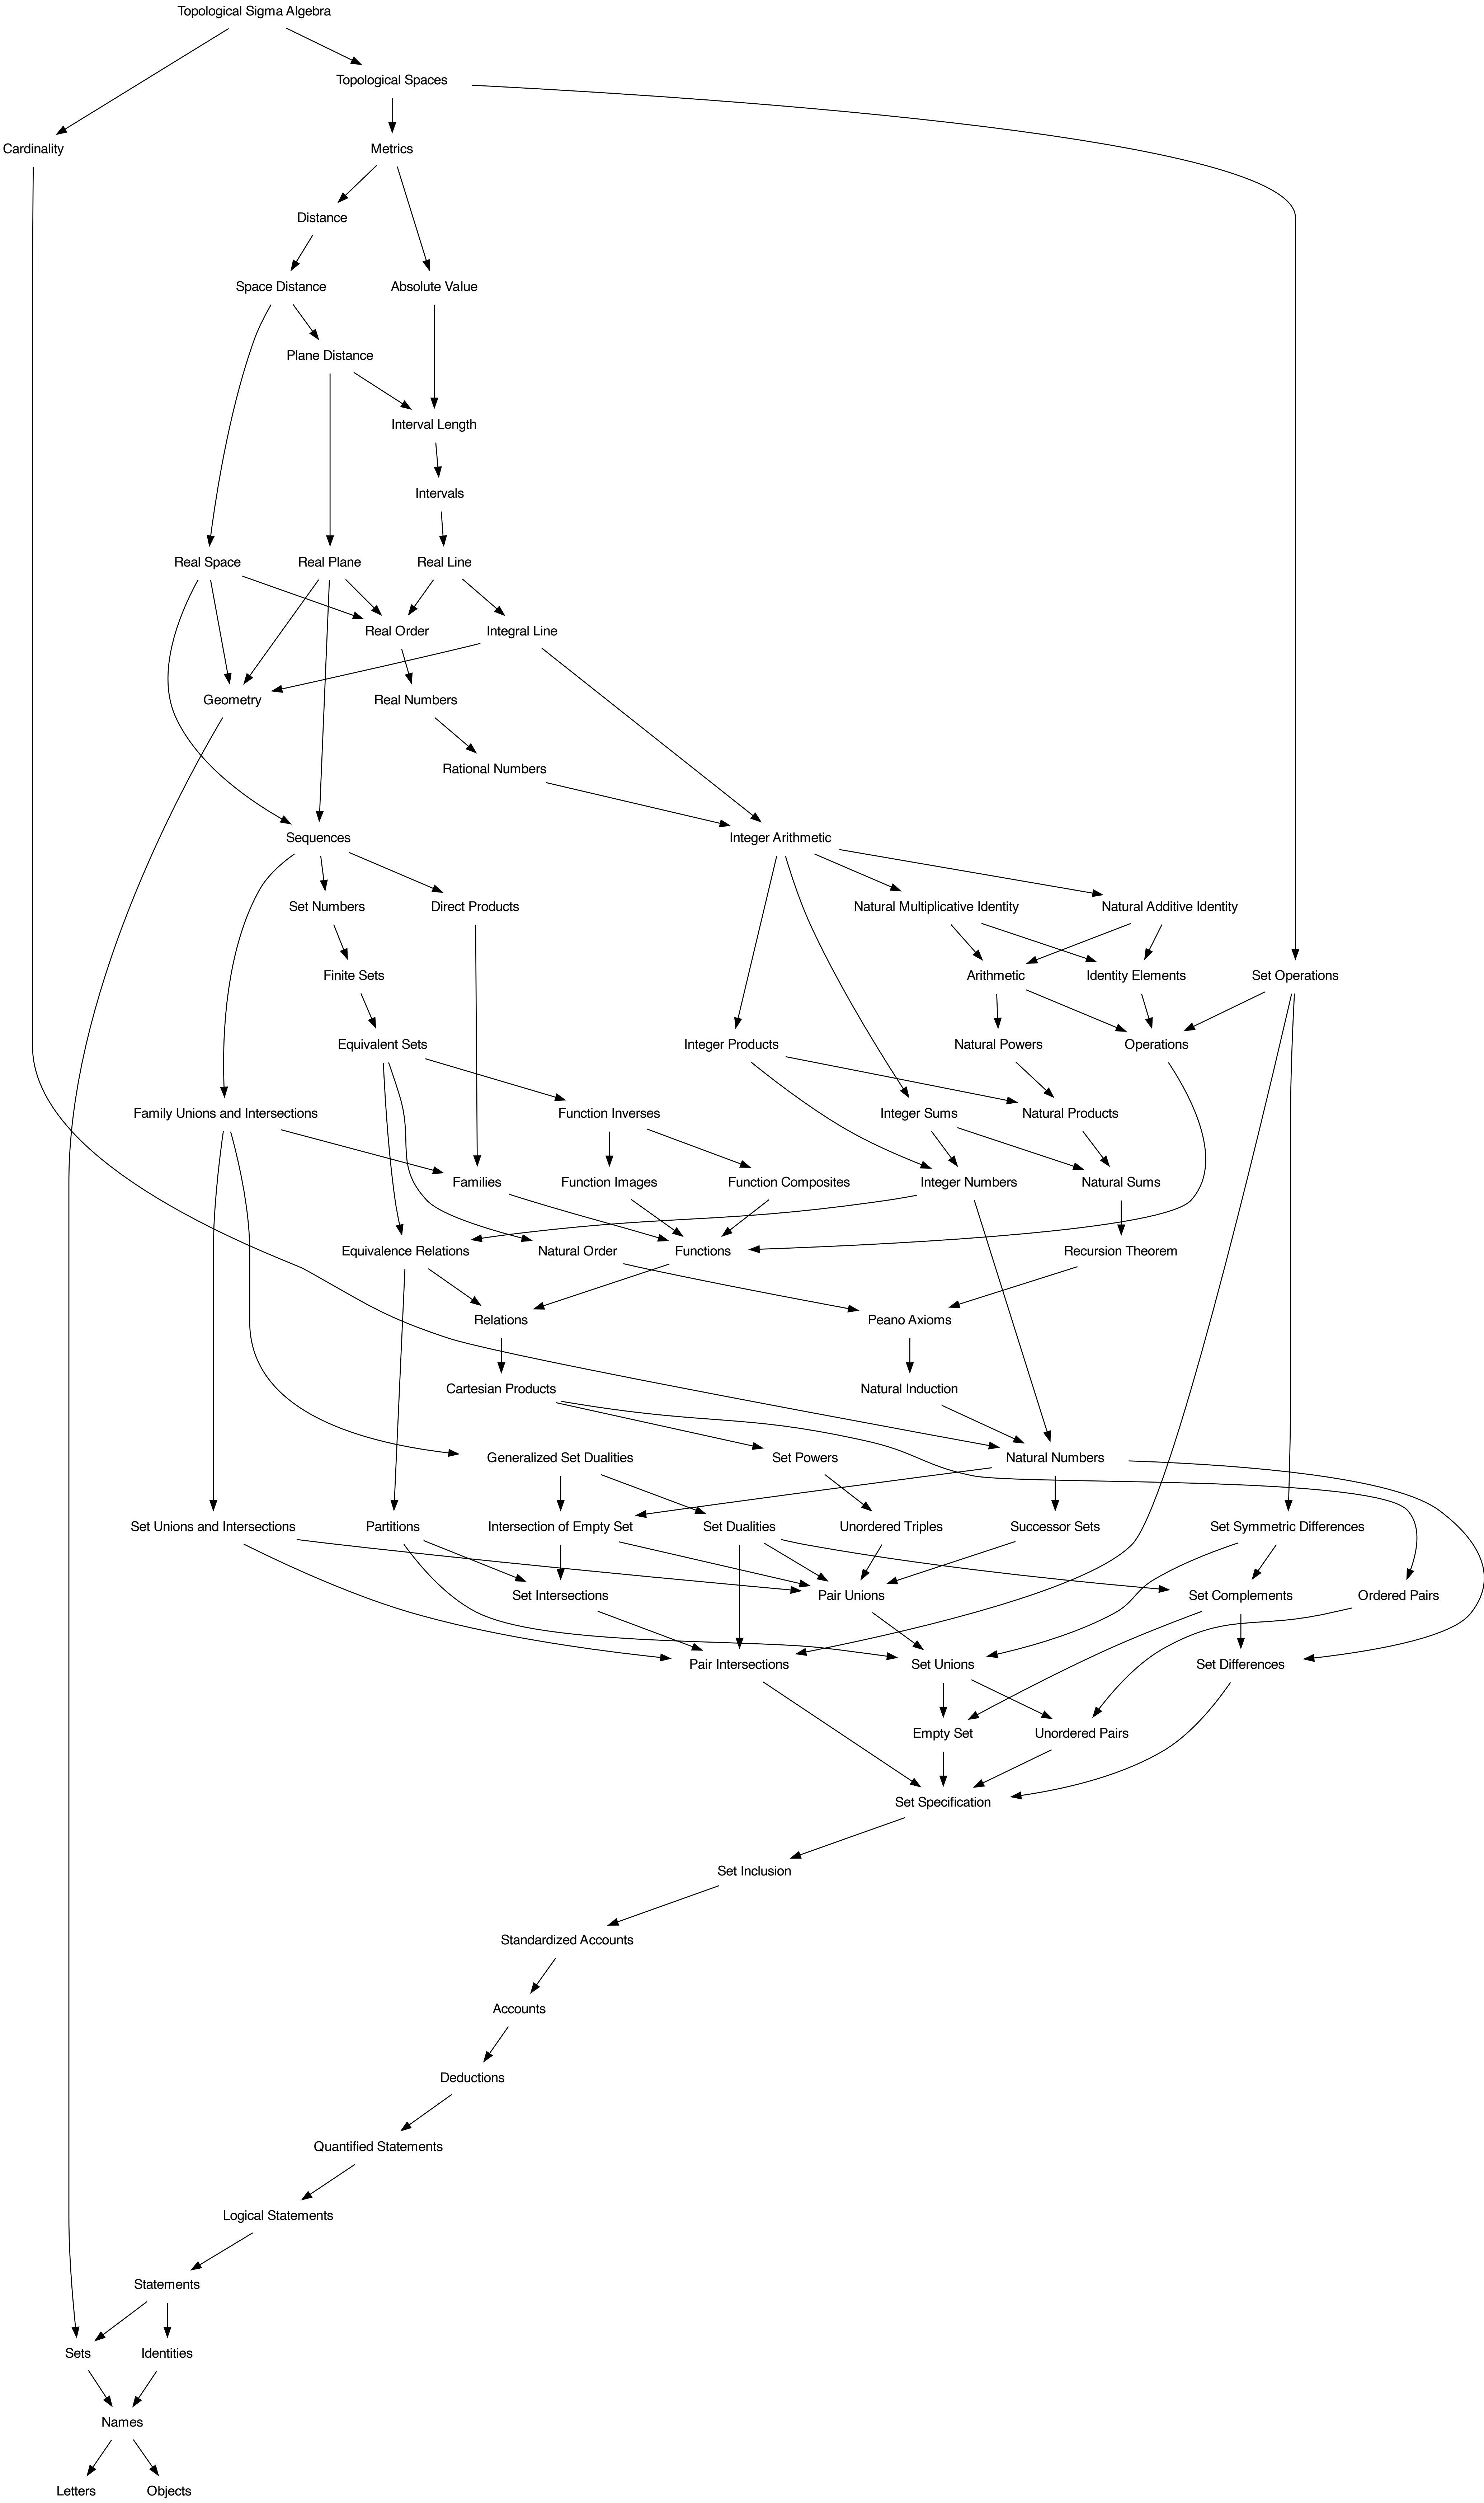 Topological Sigma Algebra
Topological Spaces
Cardinality
Metrics
Distance
Space Distance
Absolute Value
Plane Distance
Interval Length
Intervals
Real Space
Real Plane
Real Line
Real Order
Integral Line
Geometry
Real Numbers
Rational Numbers
Sequences
Integer Arithmetic
Set Numbers
Direct Products
Natural Multiplicative Identity
Natural Additive Identity
Finite Sets
Arithmetic
Identity Elements
Set Operations
Equivalent Sets
Integer Products
Natural Powers
Operations
Family Unions and Intersections
Function Inverses
Integer Sums
Natural Products
Families
Function Images
Function Composites
Integer Numbers
Natural Sums
Equivalence Relations
Natural Order
Functions
Recursion Theorem
Relations
Peano Axioms
Cartesian Products
Natural Induction
Generalized Set Dualities
Set Powers
Natural Numbers
Set Unions and Intersections
Partitions
Intersection of Empty Set
Set Dualities
Unordered Triples
Successor Sets
Set Symmetric Differences
Set Intersections
Pair Unions
Set Complements
Ordered Pairs
Pair Intersections
Set Unions
Set Differences
Empty Set
Unordered Pairs
Set Specification
Set Inclusion
Standardized Accounts
Accounts
Deductions
Quantified Statements
Logical Statements
Statements
Sets
Identities
Names
Letters
Objects